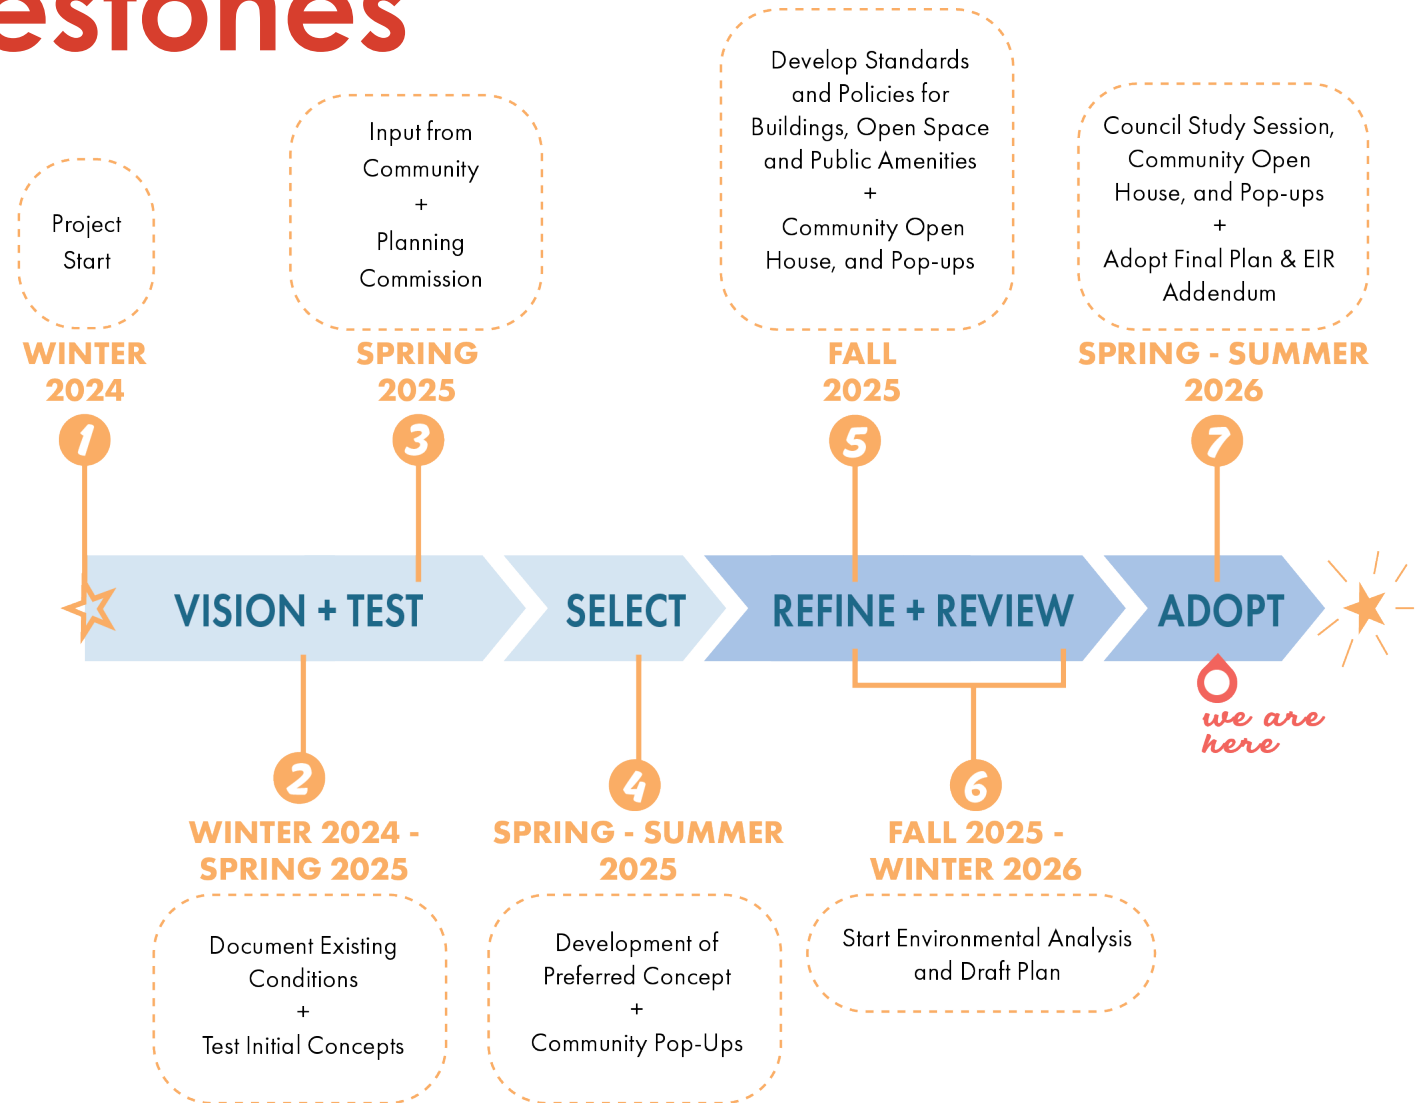 estones
Project
Start
WINTER
2024
1
Input from
Community
+
Planning
Commission
SPRING
2025
3
Develop Standards
and Policies for
Buildings, Open Space
and Public Amenities
+
Community Open
House, and Pop-ups
FALL
2025
5
Council Study Session,
Community Open
House, and Pop-ups
+
Adopt Final Plan & EIR
Addendum
SPRING - SUMMER
2026
7
VISION + TEST
SELECT
REFINE + REVIEW
ADOPT
we are
here
2
WINTER 2024 -
SPRING 2025
Document Existing
Conditions
+
Test Initial Concepts
4
SPRING - SUMMER
2025
Development of
Preferred Concept
+
Community Pop-Ups
6
FALL 2025 -
WINTER 2026
Start Environmental Analysis
and Draft Plan